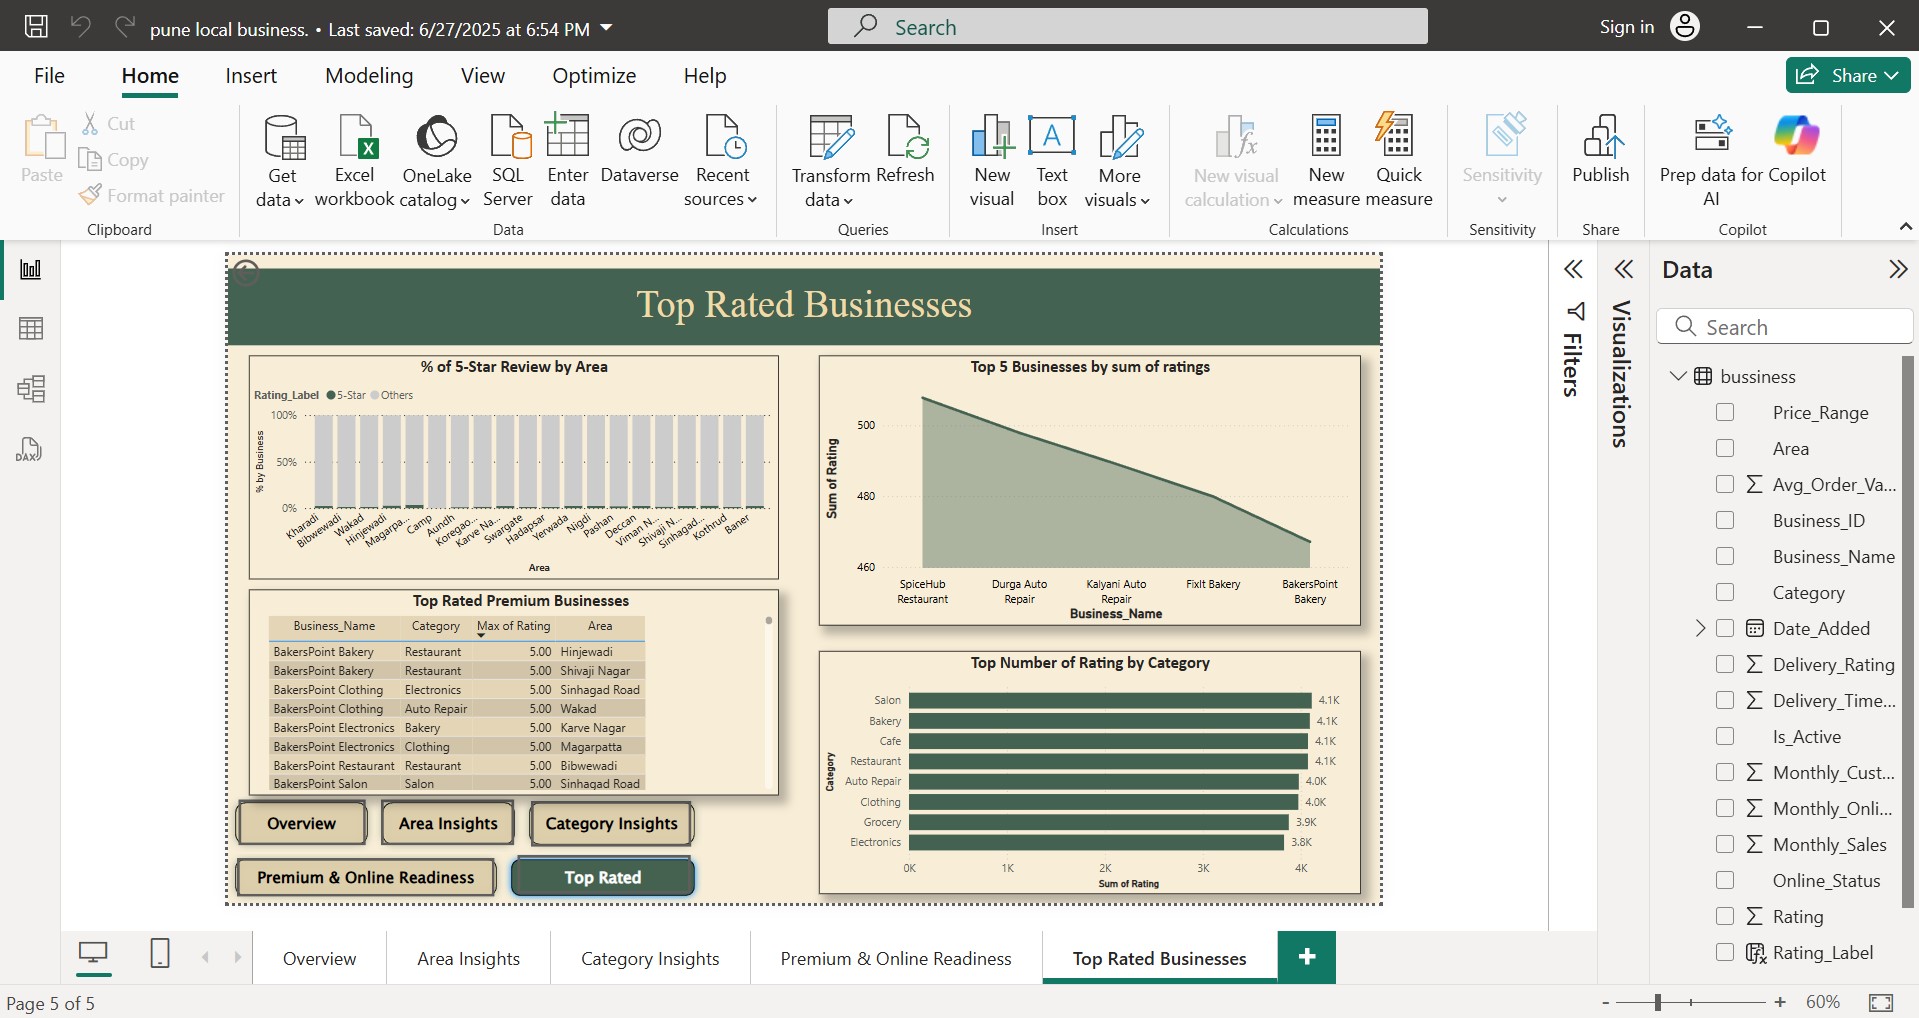 pune local business. • Last saved: 6/27/2025 at 6:54 PM
Search
Sign in
File Home Insert Modeling View Optimize Help
Share
Paste
Cut
Copy
Format painter
Clipboard
Get data
Excel workbook
OneLake catalog
SQL Server
Enter data
Dataverse
Recent sources
Data
Transform data
Refresh
Queries
New visual
Text box
More visuals
Insert
New visual calculation
New measure
Quick measure
Calculations
Sensitivity
Sensitivity
Publish
Share
Prep data for AI
Copilot
Copilot
DAX
Top Rated Businesses
% of 5-Star Review by Area
Rating_Label 5-Star Others
% by Business
100%
50%
0%
Kharadi
Bibwewadi
Wakad
Hinjewadi
Magarpa...
Camp
Aundh
Koregao...
Karve Na...
Swargate
Hadapsar
Yerwada
Nigdi
Pashan
Deccan
Viman N...
Shivaji N...
Sinhagad...
Kothrud
Baner
Area
Top 5 Businesses by sum of ratings
Sum of Rating
500
480
460
SpiceHub Restaurant
Durga Auto Repair
Kalyani Auto Repair
FixIt Bakery
BakersPoint Bakery
Business_Name
Top Rated Premium Businesses
Business_Name Category Max of Rating Area
BakersPoint Bakery Restaurant 5.00 Hinjewadi
BakersPoint Bakery Restaurant 5.00 Shivaji Nagar
BakersPoint Clothing Electronics 5.00 Sinhagad Road
BakersPoint Clothing Auto Repair 5.00 Wakad
BakersPoint Electronics Bakery 5.00 Karve Nagar
BakersPoint Electronics Clothing 5.00 Magarpatta
BakersPoint Restaurant Restaurant 5.00 Bibwewadi
BakersPoint Salon Salon 5.00 Sinhagad Road
Top Number of Rating by Category
Category
Salon 4.1K
Bakery 4.1K
Cafe 4.1K
Restaurant 4.1K
Auto Repair 4.0K
Clothing 4.0K
Grocery 3.9K
Electronics 3.8K
0K 1K 2K 3K 4K
Sum of Rating
Overview
Area Insights
Category Insights
Premium & Online Readiness
Top Rated
Filters
Visualizations
Data
Search
bussiness
Price_Range
Area
Avg_Order_Va...
Business_ID
Business_Name
Category
Date_Added
Delivery_Rating
Delivery_Time...
Is_Active
Monthly_Cust...
Monthly_Onli...
Monthly_Sales
Online_Status
Rating
Rating_Label
Overview
Area Insights
Category Insights
Premium & Online Readiness
Top Rated Businesses
Page 5 of 5
60%